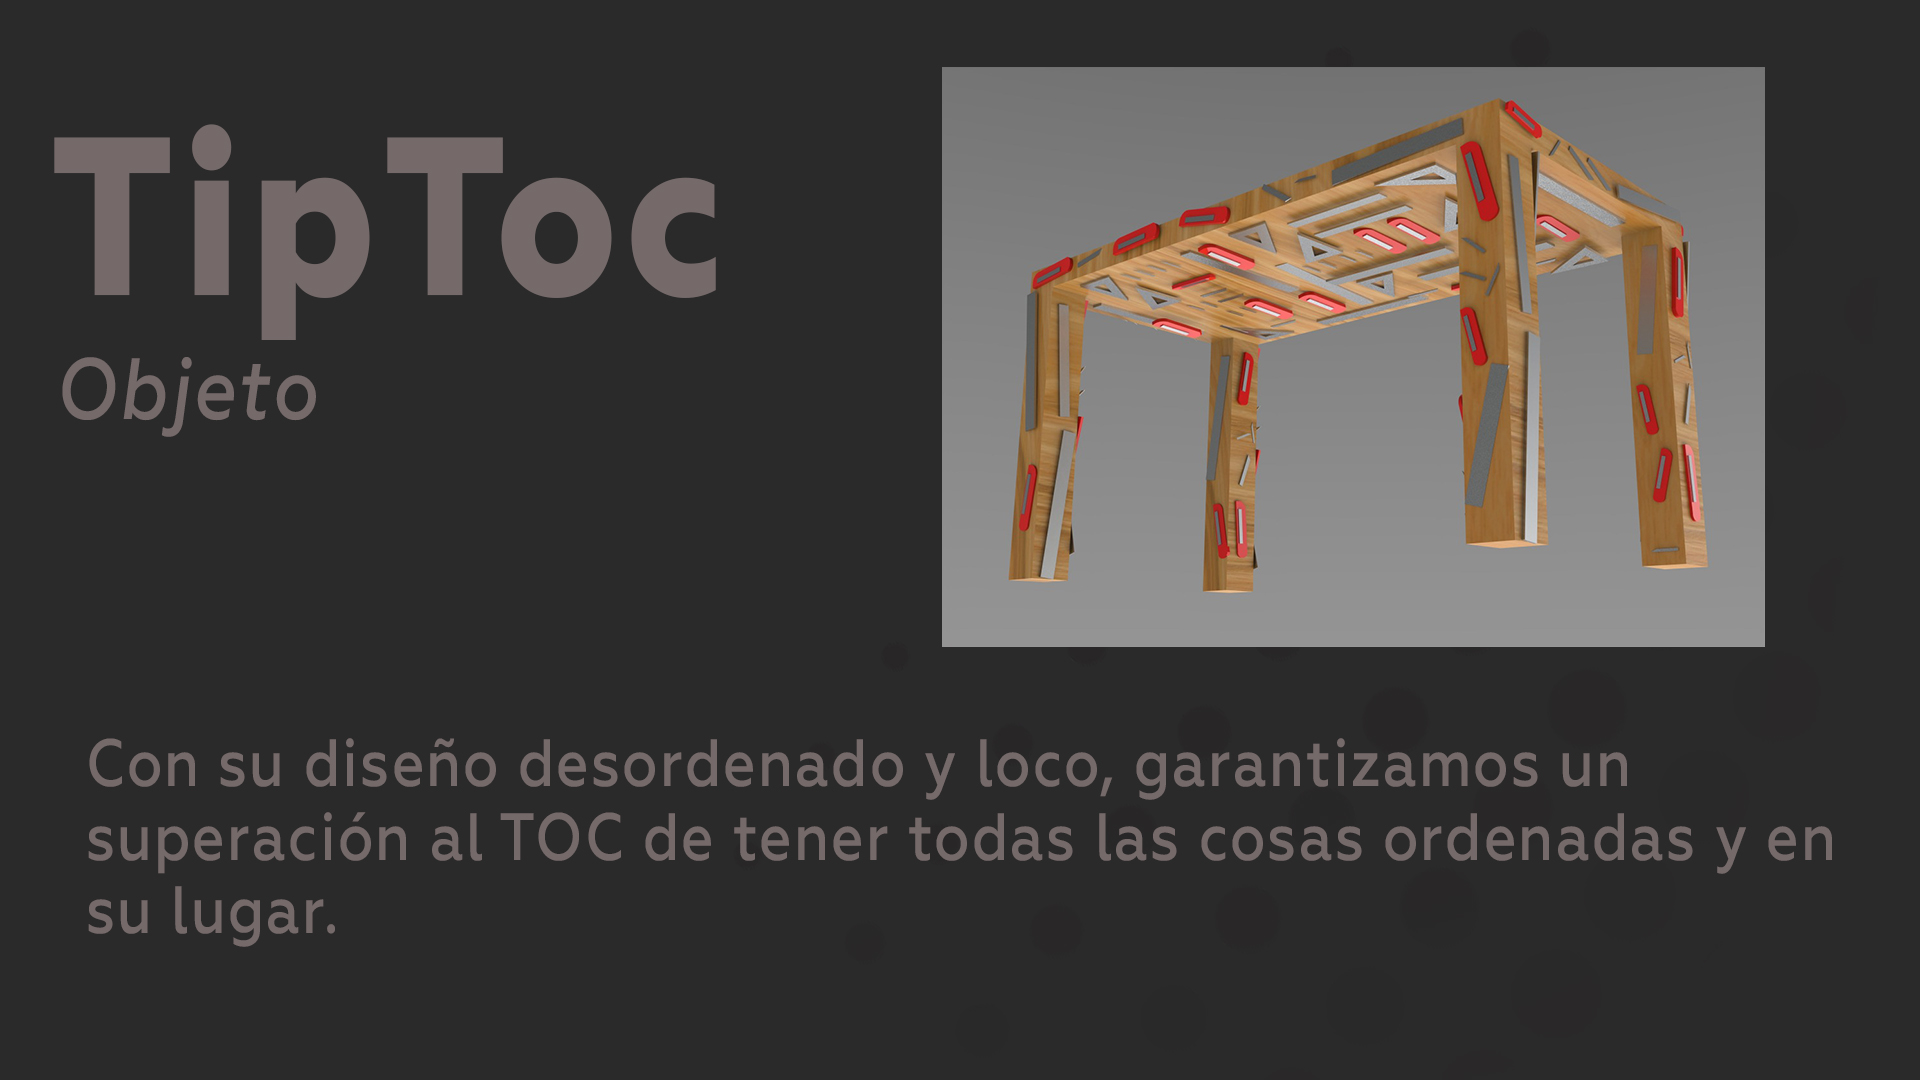 TipToc
Objeto
Con su diseño desordenado y loco, garantizamos un
superación al TOC de tener todas las cosas ordenadas y en
su lugar.